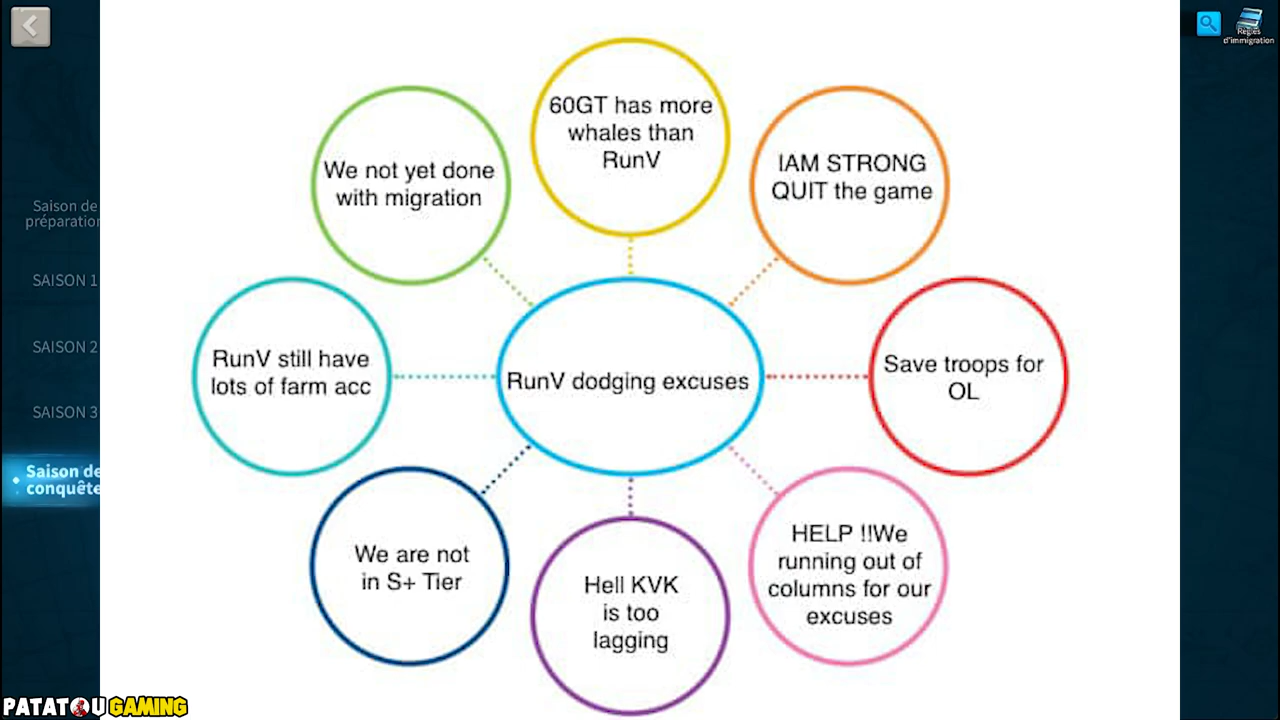 Règles
d'immigration
60GT has more
whales than
RunV
We not yet done
with migration
IAM STRONG
QUIT the game
Saison de
préparation
SAISON 1
SAISON 2
SAISON 3
Saison de
conquête
RunV still have
lots of farm acc
RunV dodging excuses
Save troops for
OL
We are not
in S+ Tier
Hell KVK
is too
lagging
HELP !!We
running out of
columns for our
excuses
PATATOU GAMING